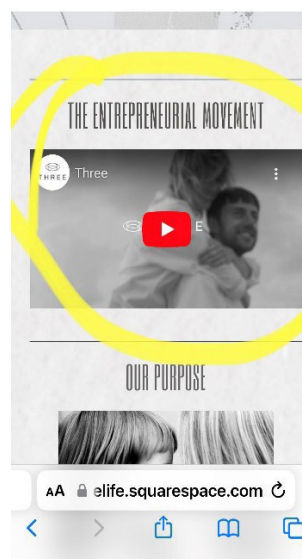 THE ENTREPRENEURIAL MOVEMENT
THREE
Three
E
OUR PURPOSE
AA
elife.squarespace.com